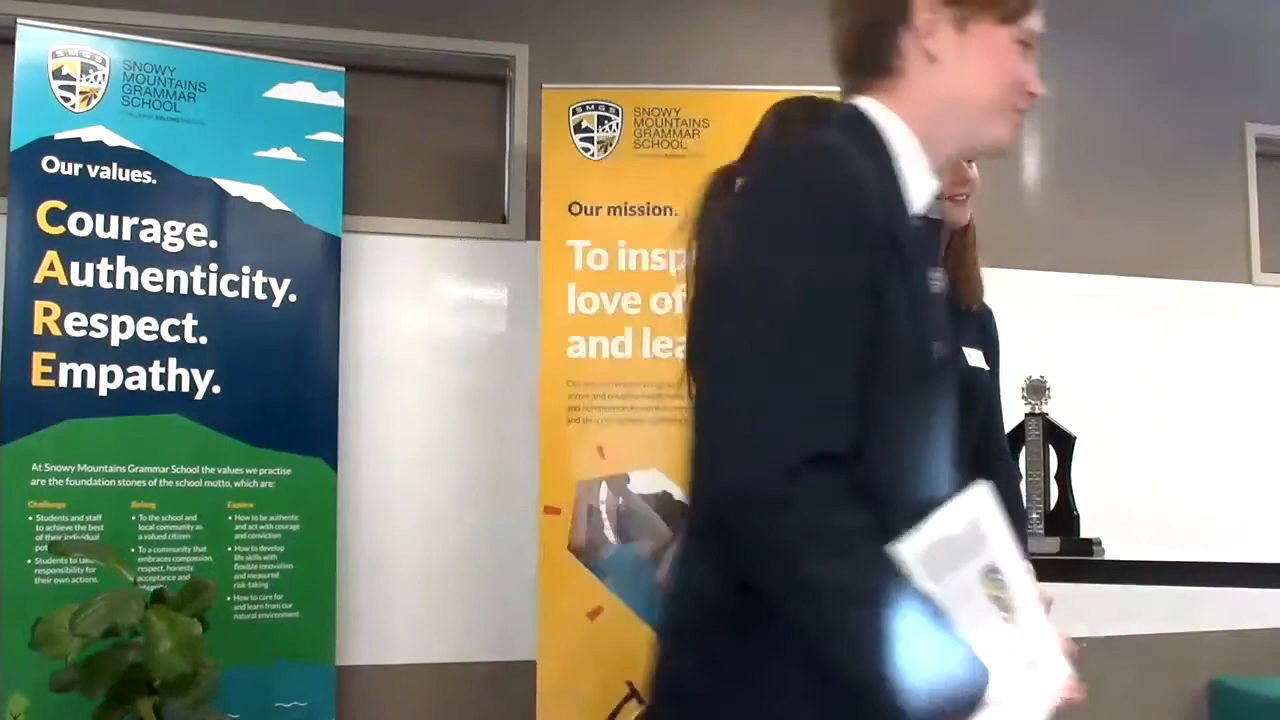 SMGS
SNOWY
MOUNTAINS
GRAMMAR
SCHOOL
Our values.
Courage.
Authenticity.
Respect.
Empathy.
At Snowy Mountains Grammar School the values we practise
are the foundation stones of the school motto, which are:
Challenge
• Students and staff
to achieve the best
of their individual
• Students to take
responsibility for
their own actions.
Belong
• To the school and
local community as
a valued citizen
• To a community that
embraces compassion,
respect, honesty,
acceptance and
integrity
Explore
• How to be authentic
and act with courage
and conviction
• How to develop
life skills with
flexible innovation
and measured
risk-taking
• How to care for
and learn from our
natural environment
SMGS
SNOWY
MOUNTAINS
GRAMMAR
SCHOOL
Our mission.
To insp
love of
and lea